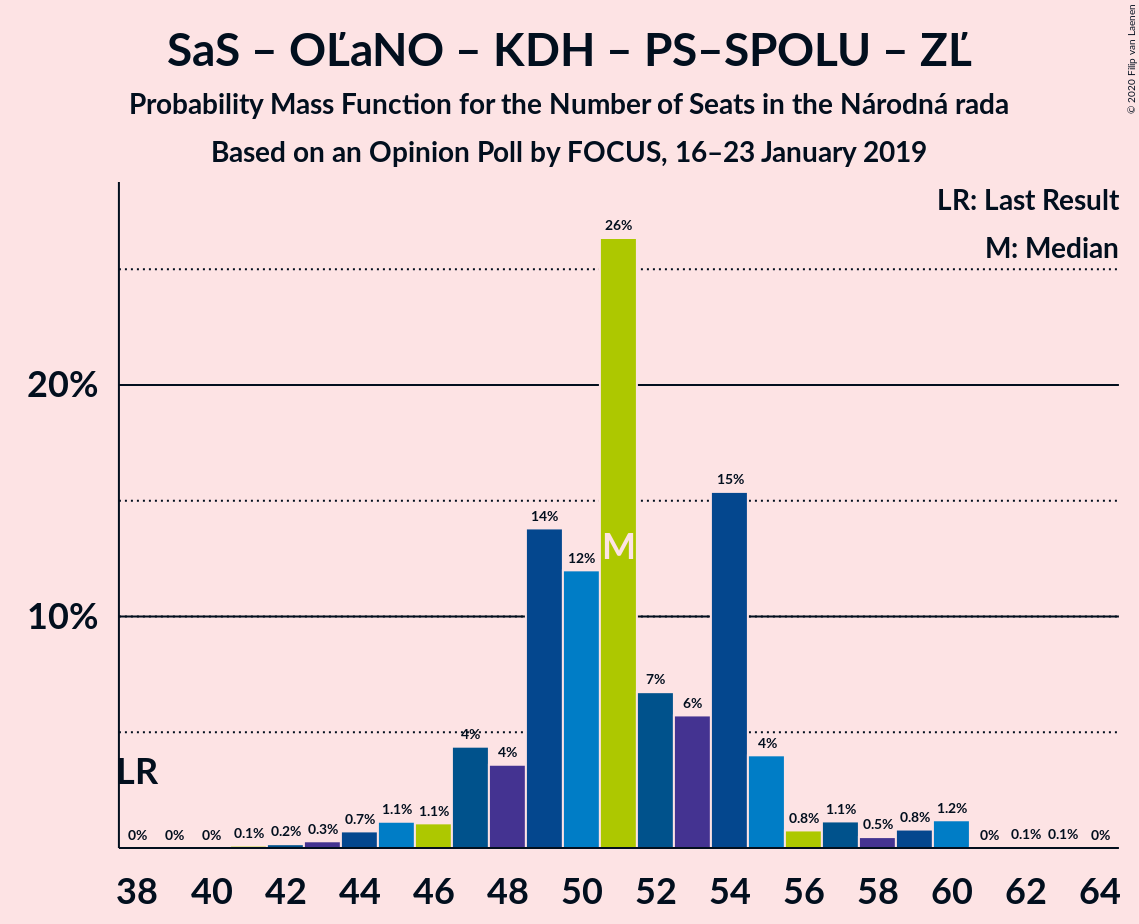 SaS – OĽaNO – KDH – PS–SPOLU – ZĽ
Probability Mass Function for the Number of Seats in the Národná rada
Based on an Opinion Poll by FOCUS, 16–23 January 2019
© 2020 Filip van Laenen
LR: Last Result
M: Median
20%
10%
LR
M
0% 0% 0% 0.1% 0.2% 0.3% 0.7% 1.1% 1.1% 4% 4% 14% 12% 26% 7% 6% 15% 4% 0.8% 1.1% 0.5% 0.8% 1.2% 0% 0.1% 0.1% 0%
38 40 42 44 46 48 50 52 54 56 58 60 62 64